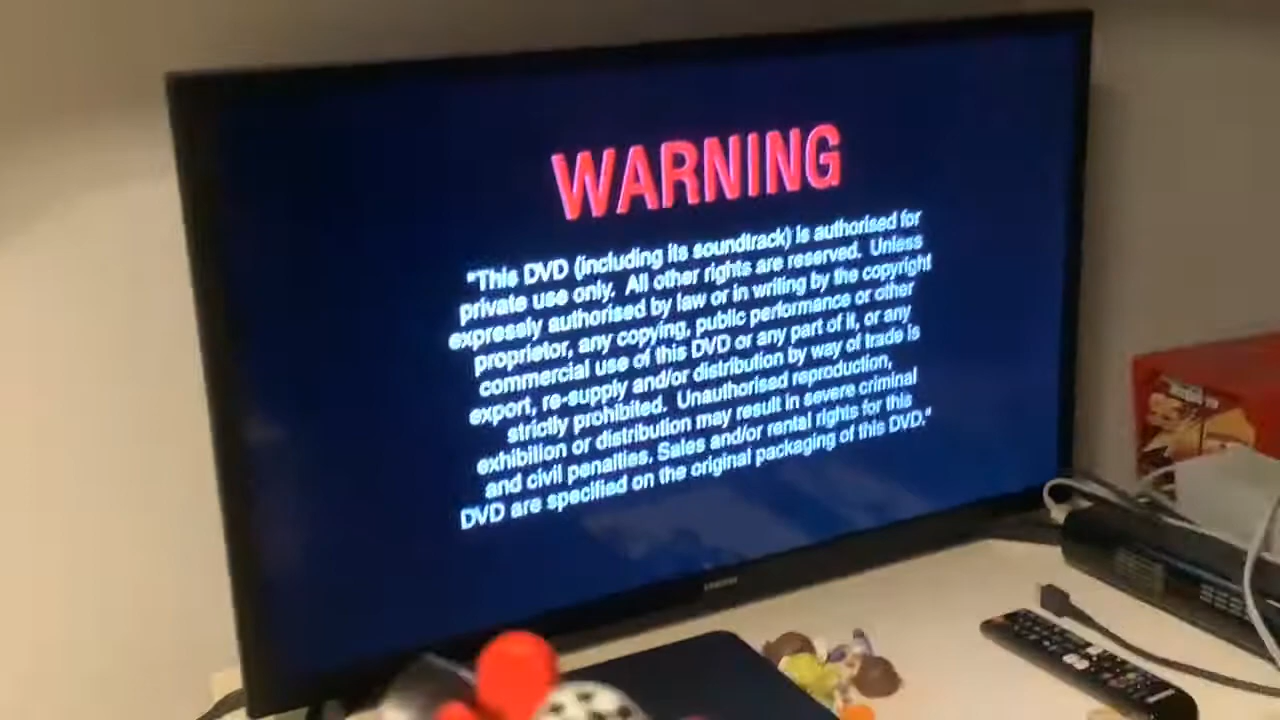 WARNING
"This DVD (including its soundtrack) is authorised for
private use only. All other rights are reserved. Unless
expressly authorised by law or in writing by the copyright
proprietor, any copying, public performance or other
commercial use of this DVD or any part of it, or any
export, re-supply and/or distribution by way of trade is
strictly prohibited. Unauthorised reproduction,
exhibition or distribution may result in severe criminal
and civil penalties. Sales and/or rental rights for this
DVD are specified on the original packaging of this DVD."